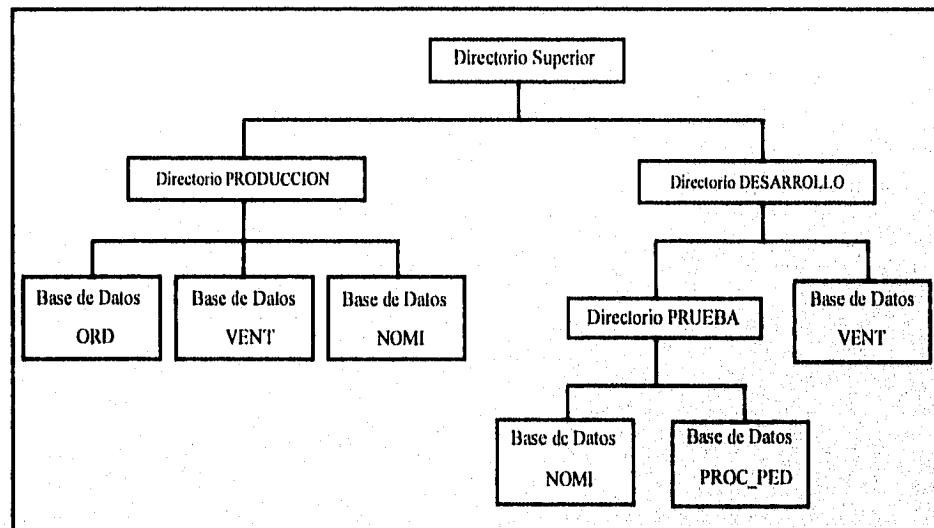 Directorio Superior
Directorio PRODUCCION
Directorio DESARROLLO
Base de Datos
ORD
Base de Datos
VENT
Base de Datos
NOMI
Directorio PRUEBA
Base de Datos
VENT
Base de Datos
NOMI
Base de Datos
PROC_PED